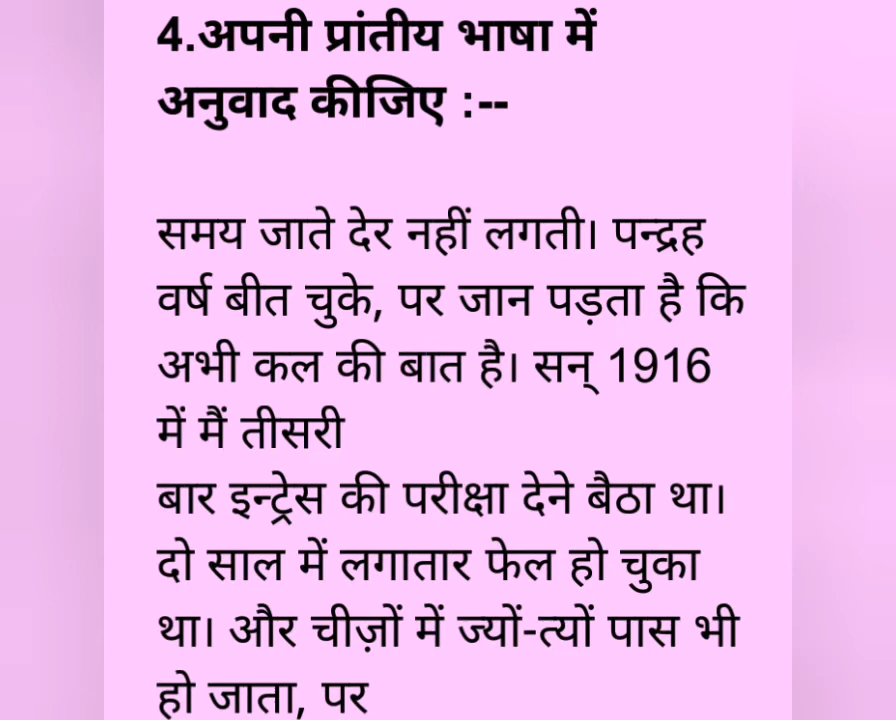 4.अपनी प्रांतीय भाषा में
अनुवाद कीजिए :--
समय जाते देर नहीं लगती। पन्द्रह
वर्ष बीत चुके, पर जान पड़ता है कि
अभी कल की बात है। सन् 1916
में मैं तीसरी
बार इन्ट्रेस की परीक्षा देने बैठा था।
दो साल में लगातार फेल हो चुका
था। और चीज़ों में ज्यों-त्यों पास भी
हो जाता, पर